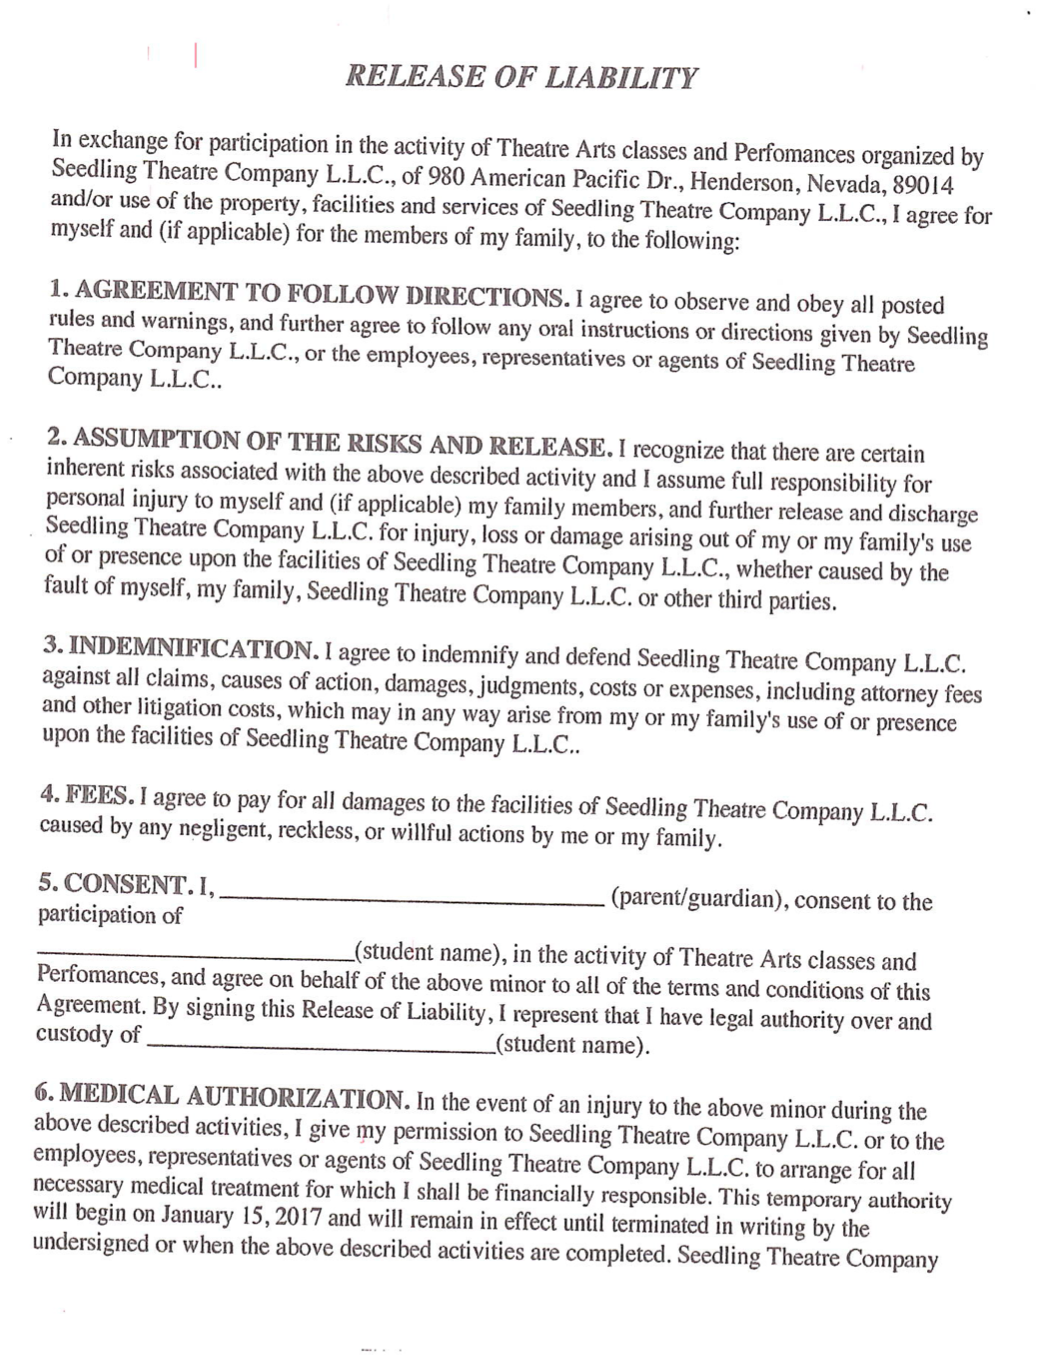 RELEASE OF LIABILITY
In exchange for participation in the activity of Theatre Arts classes and Perfomances organized by
Seedling Theatre Company L.L.C., of 980 American Pacific Dr., Henderson, Nevada, 89014
and/or use of the property, facilities and services of Seedling Theatre Company L.L.C., I agree for
myself and (if applicable) for the members of my family, to the following:
1. AGREEMENT TO FOLLOW DIRECTIONS. I agree to observe and obey all posted
rules and warnings, and further agree to follow any oral instructions or directions given by Seedling
Theatre Company L.L.C., or the employees, representatives or agents of Seedling Theatre
Company L.L.C..
2. ASSUMPTION OF THE RISKS AND RELEASE. I recognize that there are certain
inherent risks associated with the above described activity and I assume full responsibility for
personal injury to myself and (if applicable) my family members, and further release and discharge
Seedling Theatre Company L.L.C. for injury, loss or damage arising out of my or my family's use
of or presence upon the facilities of Seedling Theatre Company L.L.C., whether caused by the
fault of myself, my family, Seedling Theatre Company L.L.C. or other third parties.
3. INDEMNIFICATION. I agree to indemnify and defend Seedling Theatre Company L.L.C.
against all claims, causes of action, damages, judgments, costs or expenses, including attorney fees
and other litigation costs, which may in any way arise from my or my family's use of or presence
upon the facilities of Seedling Theatre Company L.L.C..
4. FEES. I agree to pay for all damages to the facilities of Seedling Theatre Company L.L.C.
caused by any negligent, reckless, or willful actions by me or my family.
5. CONSENT. I, ______________________________ (parent/guardian), consent to the
participation of
_________________________(student name), in the activity of Theatre Arts classes and
Perfomances, and agree on behalf of the above minor to all of the terms and conditions of this
Agreement. By signing this Release of Liability, I represent that I have legal authority over and
custody of ___________________________(student name).
6. MEDICAL AUTHORIZATION. In the event of an injury to the above minor during the
above described activities, I give my permission to Seedling Theatre Company L.L.C. or to the
employees, representatives or agents of Seedling Theatre Company L.L.C. to arrange for all
necessary medical treatment for which I shall be financially responsible. This temporary authority
will begin on January 15, 2017 and will remain in effect until terminated in writing by the
undersigned or when the above described activities are completed. Seedling Theatre Company